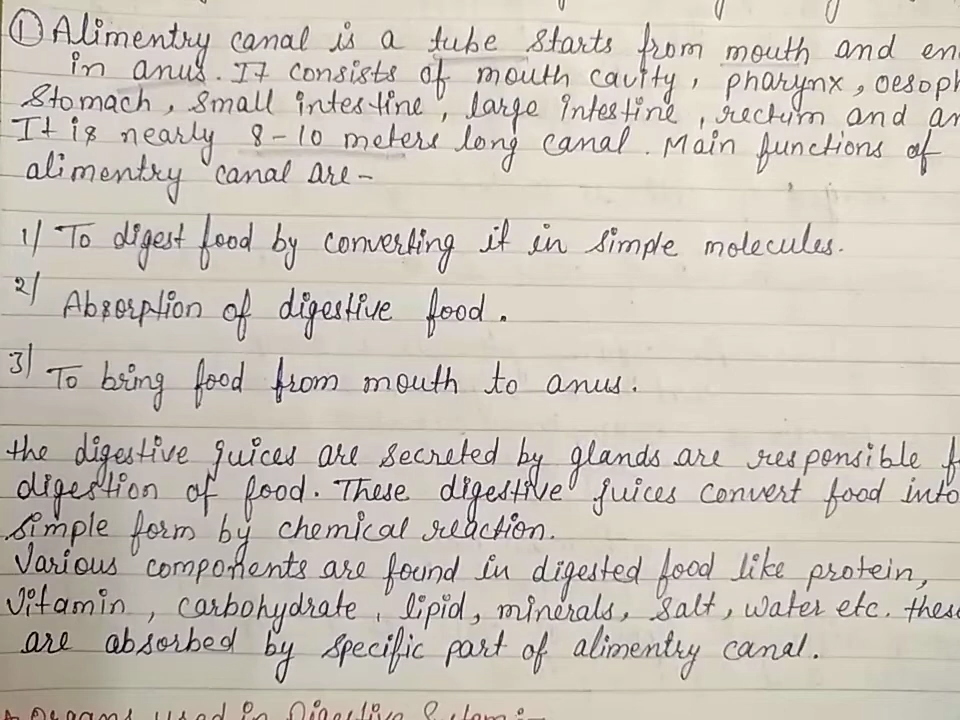 ① Alimentry canal is a tube starts from mouth and en
in anus. It consists of mouth cavity, pharynx, oesoph
Stomach, small intestine, large intestine, rectum and an
It is nearly 8-10 meters long canal. Main functions of
alimentry canal are-
1) To digest food by converting it in simple molecules.
2) Absorption of digestive food.
3) To bring food from mouth to anus.
the digestive juices are secreted by glands are responsible f
digestion of food. These digestive juices convert food into
simple form by chemical reaction.
Various components are found in digested food like protein,
vitamin, carbohydrate, lipid, minerals, salt, water etc. these
are absorbed by specific part of alimentry canal.
Organs used in Digestive System:-